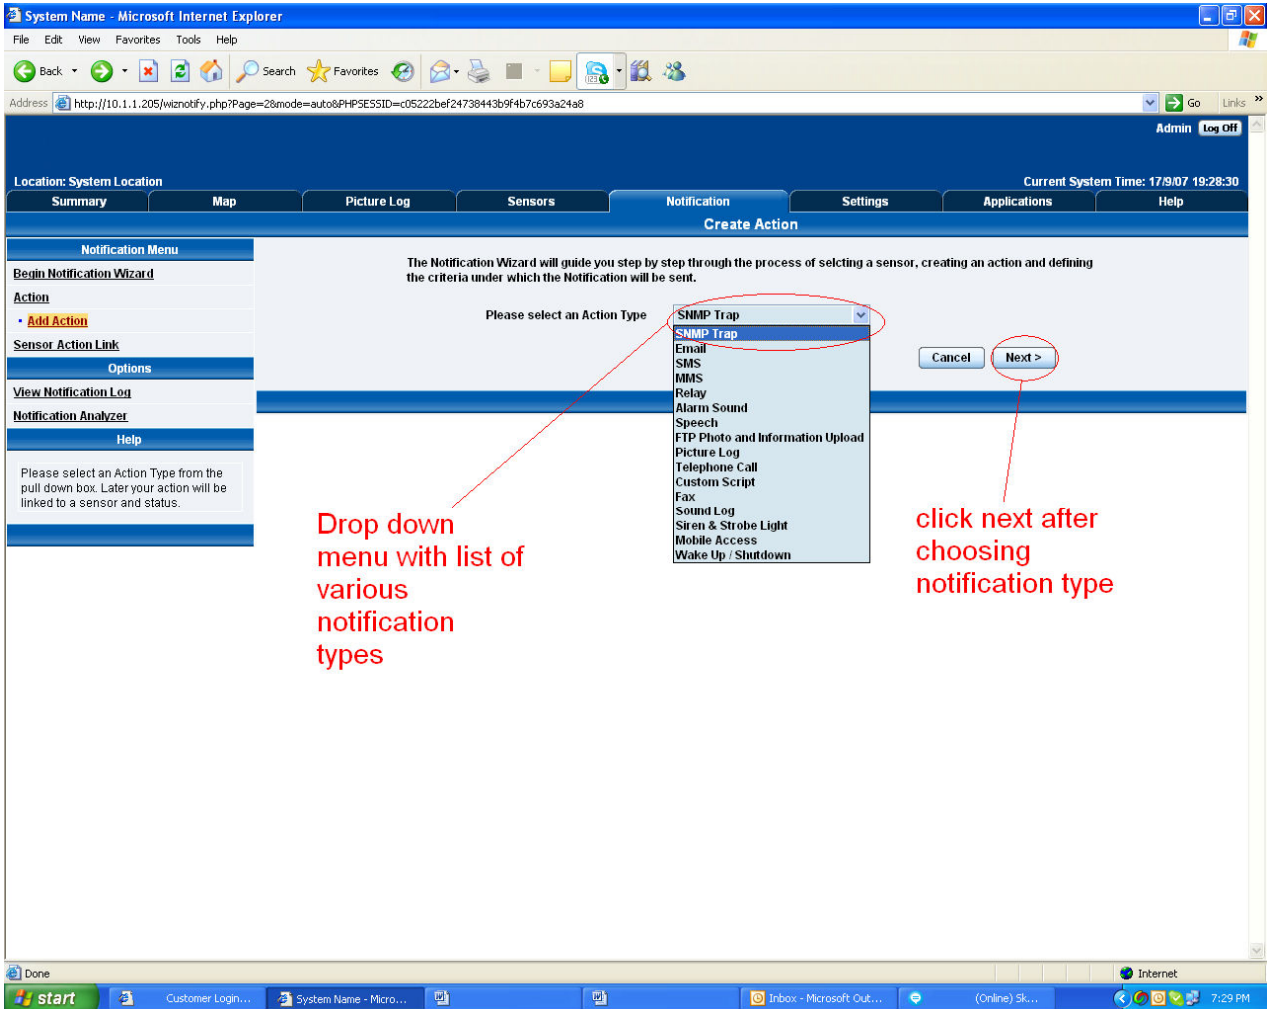 System Name - Microsoft Internet Explorer
File Edit View Favorites Tools Help
Back Search Favorites
Address http://10.1.1.205/wiznotify.php?Page=2&mode=auto&PHPSESSID=c05222bef24738443b9f4b7c693a24a8 Go Links »
Admin Log Off
Location: System Location Current System Time: 17/9/07 19:28:30
Summary Map Picture Log Sensors Notification Settings Applications Help
Create Action
Notification Menu
Begin Notification Wizard
Action
Add Action
Sensor Action Link
Options
View Notification Log
Notification Analyzer
Help
Please select an Action Type from the
pull down box. Later your action will be
linked to a sensor and status.
The Notification Wizard will guide you step by step through the process of selcting a sensor, creating an action and defining
the criteria under which the Notification will be sent.
Please select an Action Type SNMP Trap
SNMP Trap
Email
SMS
MMS
Relay
Alarm Sound
Speech
FTP Photo and Information Upload
Picture Log
Telephone Call
Custom Script
Fax
Sound Log
Siren & Strobe Light
Mobile Access
Wake Up / Shutdown
Cancel Next >
Drop down
menu with list of
various
notification
types
click next after
choosing
notification type
Done Internet
start Customer Login... System Name - Micro... Inbox - Microsoft Out... (Online) Sk... 7:29 PM